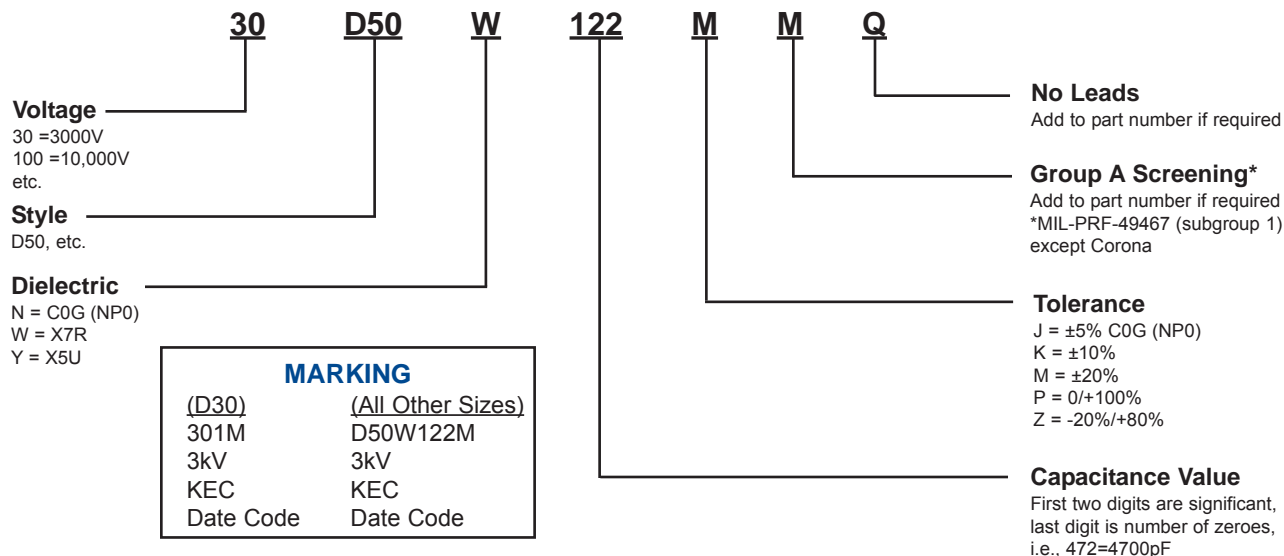 30 D50 W 122 M M Q
Voltage
30 =3000V
100 =10,000V
etc.
Style
D50, etc.
Dielectric
N = C0G (NP0)
W = X7R
Y = X5U
MARKING
(D30) (All Other Sizes)
301M D50W122M
3kV 3kV
KEC KEC
Date Code Date Code
No Leads
Add to part number if required
Group A Screening*
Add to part number if required
*MIL-PRF-49467 (subgroup 1)
except Corona
Tolerance
J = ±5% C0G (NP0)
K = ±10%
M = ±20%
P = 0/+100%
Z = -20%/+80%
Capacitance Value
First two digits are significant,
last digit is number of zeroes,
i.e., 472=4700pF